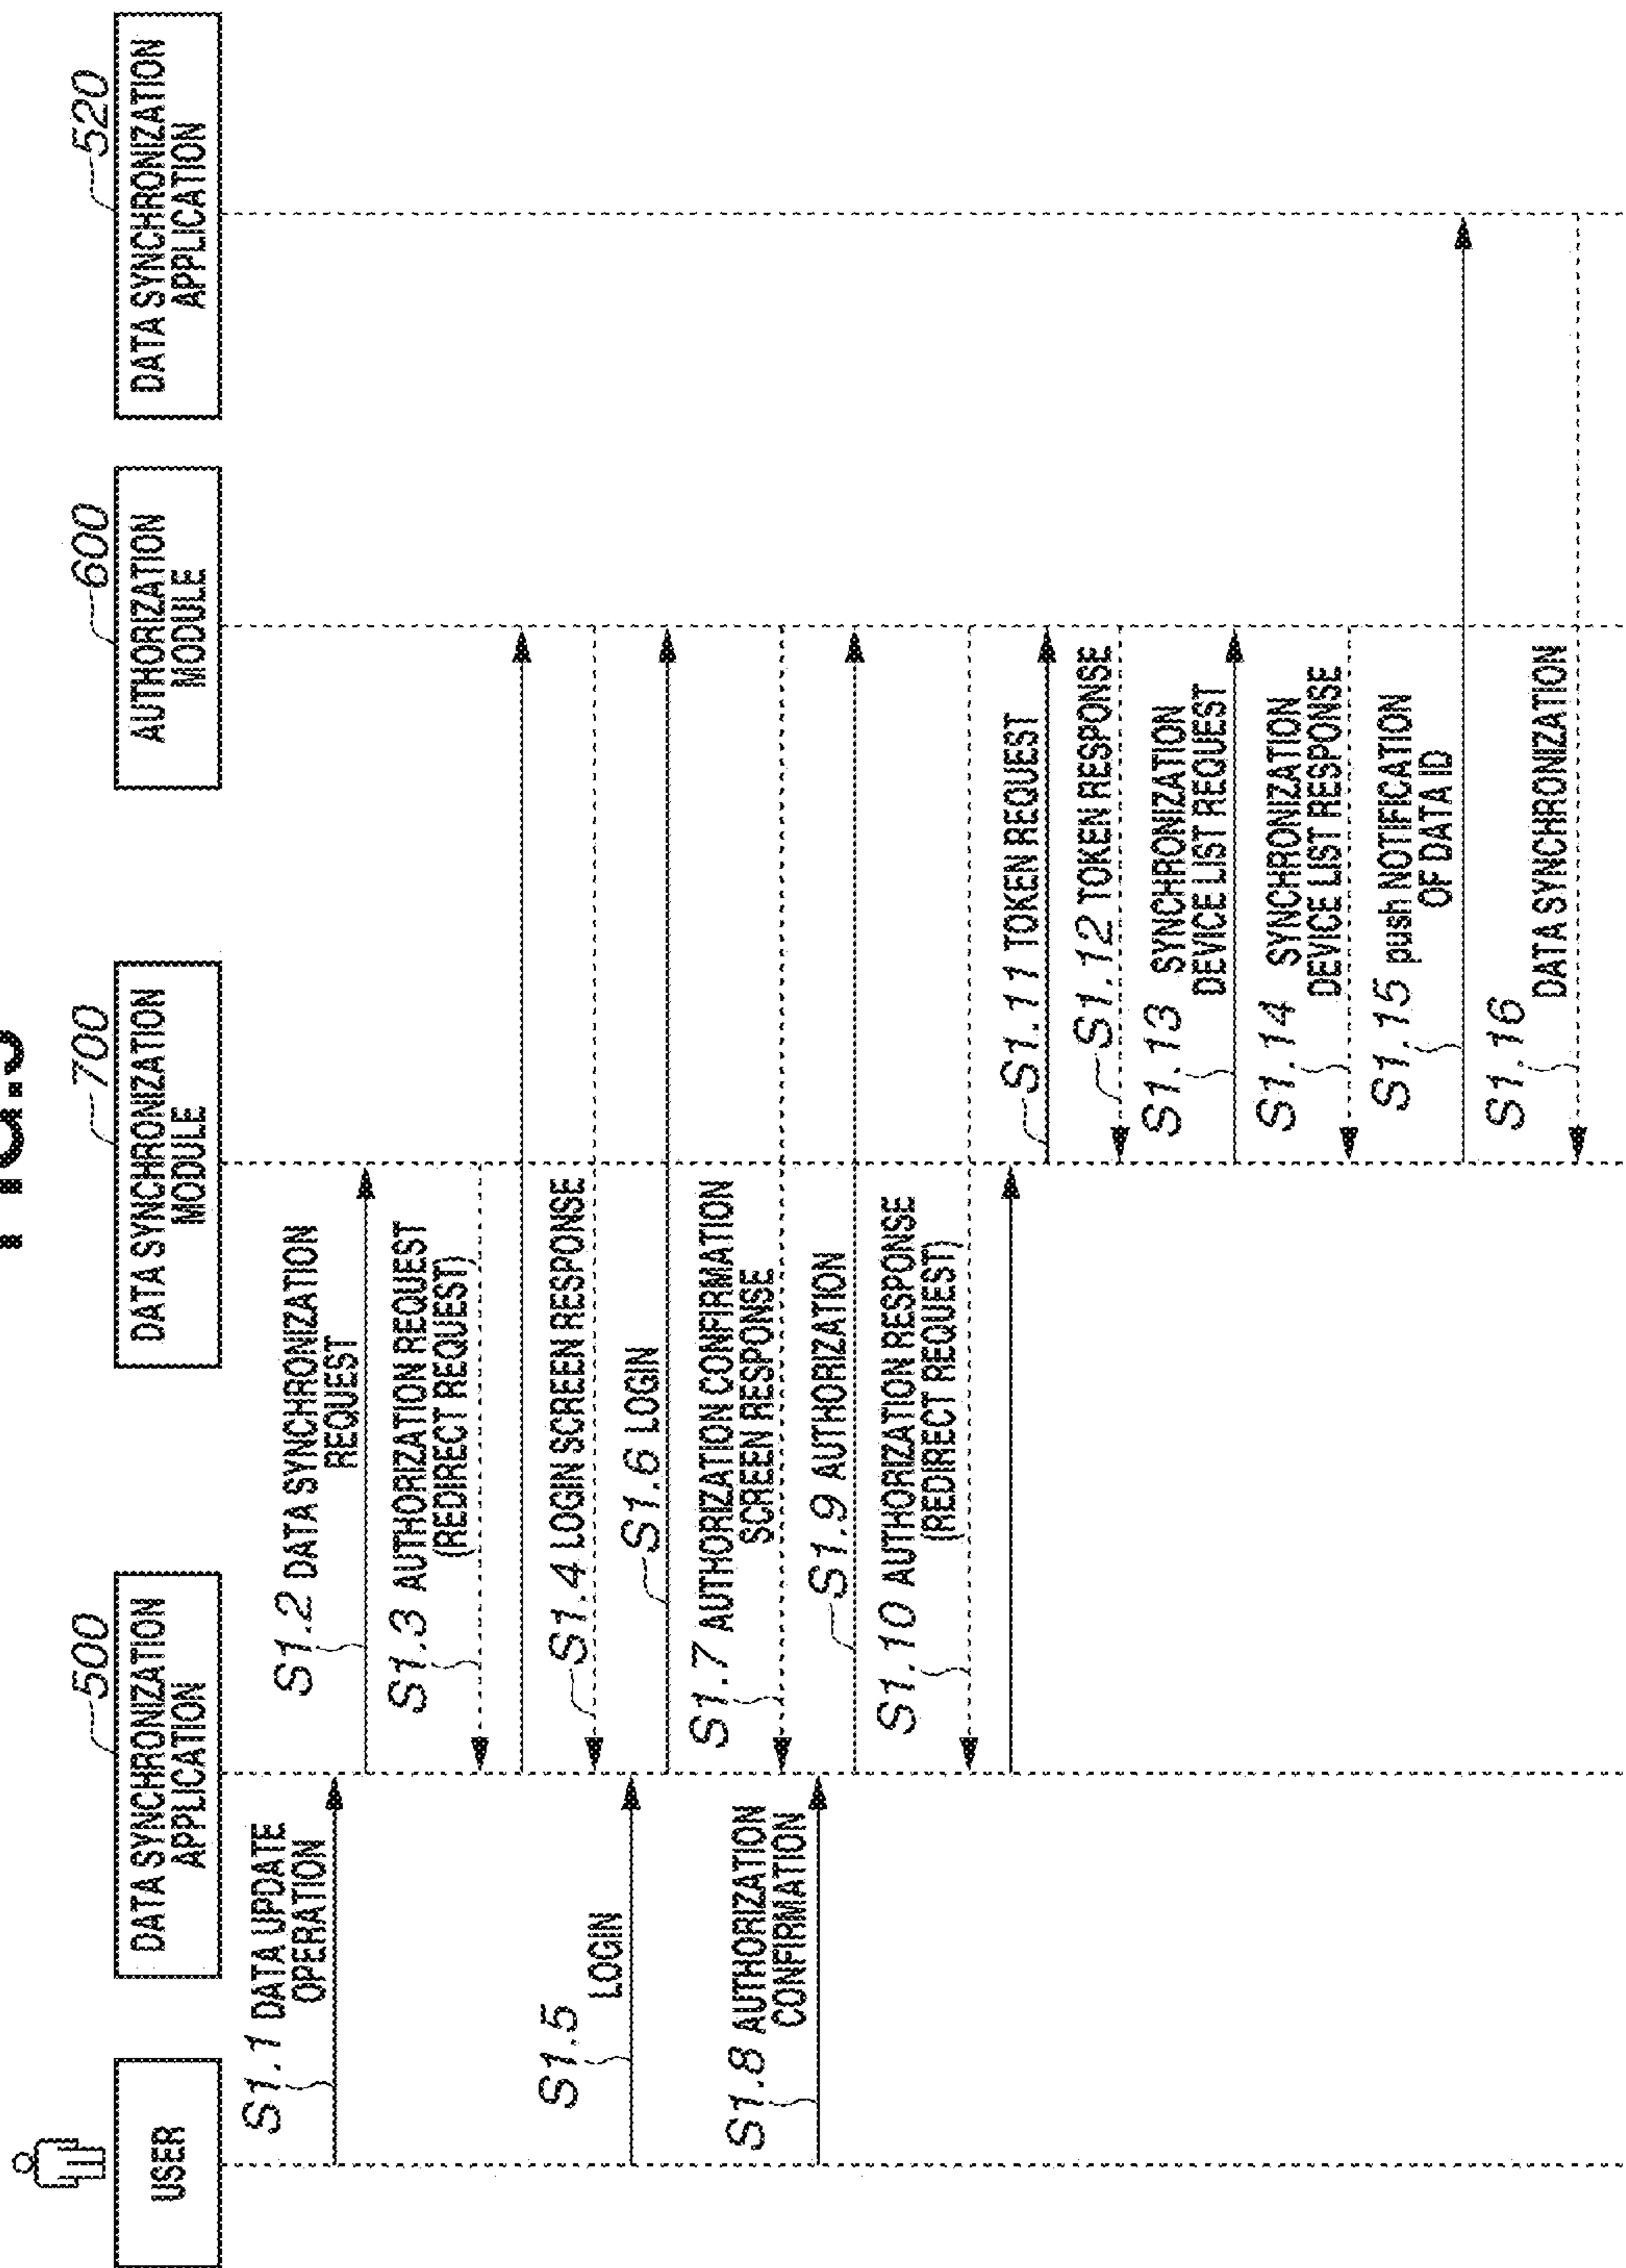 500
700
600
520
USER
DATA SYNCHRONIZATION
APPLICATION
DATA SYNCHRONIZATION
MODULE
AUTHORIZATION
MODULE
DATA SYNCHRONIZATION
APPLICATION
S1.1 DATA UPDATE
OPERATION
S1.2 DATA SYNCHRONIZATION
REQUEST
S1.3 AUTHORIZATION REQUEST
(REDIRECT REQUEST)
S1.4 LOGIN SCREEN RESPONSE
S1.5 LOGIN
S1.6 LOGIN
S1.7 AUTHORIZATION CONFIRMATION
SCREEN RESPONSE
S1.8 AUTHORIZATION
CONFIRMATION
S1.9 AUTHORIZATION
S1.10 AUTHORIZATION RESPONSE
(REDIRECT REQUEST)
S1.11 TOKEN REQUEST
S1.12 TOKEN RESPONSE
S1.13 SYNCHRONIZATION
DEVICE LIST REQUEST
S1.14 SYNCHRONIZATION
DEVICE LIST RESPONSE
S1.15 push NOTIFICATION
OF DATA ID
S1.16 DATA SYNCHRONIZATION